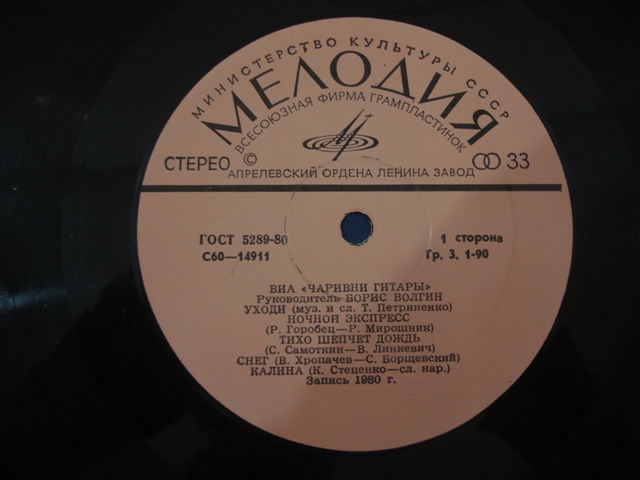 МИНИСТЕРСТВО КУЛЬТУРЫ СССР
МЕЛОДИЯ
ВСЕСОЮЗНАЯ ФИРМА ГРАМПЛАСТИНОК
СТЕРЕО © 33
АПРЕЛЕВСКИЙ ОРДЕНА ЛЕНИНА ЗАВОД
ГОСТ 5289-80 1 сторона
С60—14911 Гр. 3. 1-90
ВИА «ЧАРИВНИ ГИТАРЫ»
Руководитель БОРИС ВОЛГИН
УХОДИ (муз. и сл. Т. Петриненко)
НОЧНОЙ ЭКСПРЕСС
(Р. Горобец—Р. Мирошник)
ТИХО ШЕПЧЕТ ДОЖДЬ
(С. Самоткин—В. Линкевич)
СНЕГ (В. Хропачев—С. Борщевский)
КАЛИНА (К. Стеценко—сл. нар.)
Запись 1980 г.